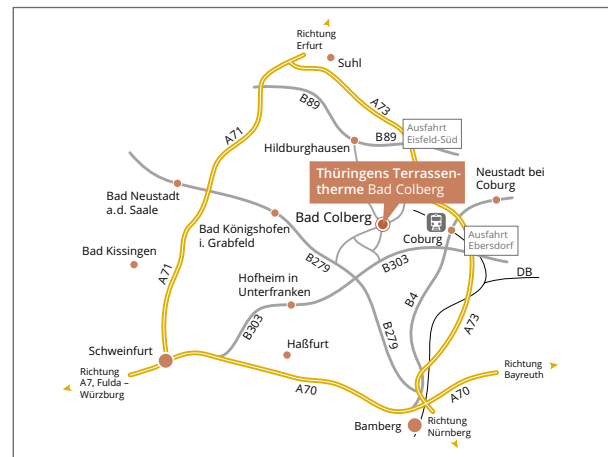 Richtung
Erfurt
Suhl
A73
B89
A71
Ausfahrt
Eisfeld-Süd
B89
Hildburghausen
Thüringens Terrassen-
therme Bad Colberg
Neustadt bei
Coburg
Bad Neustadt
a.d. Saale
Bad Königshofen
i. Grabfeld
Bad Colberg
Coburg
Ausfahrt
Ebersdorf
Bad Kissingen
A71
B279
B303
DB
Hofheim in
Unterfranken
B4
B303
A73
B279
Haßfurt
Schweinfurt
Richtung
A7, Fulda –
Würzburg
A70
Richtung
Bayreuth
A70
Bamberg
Richtung
Nürnberg